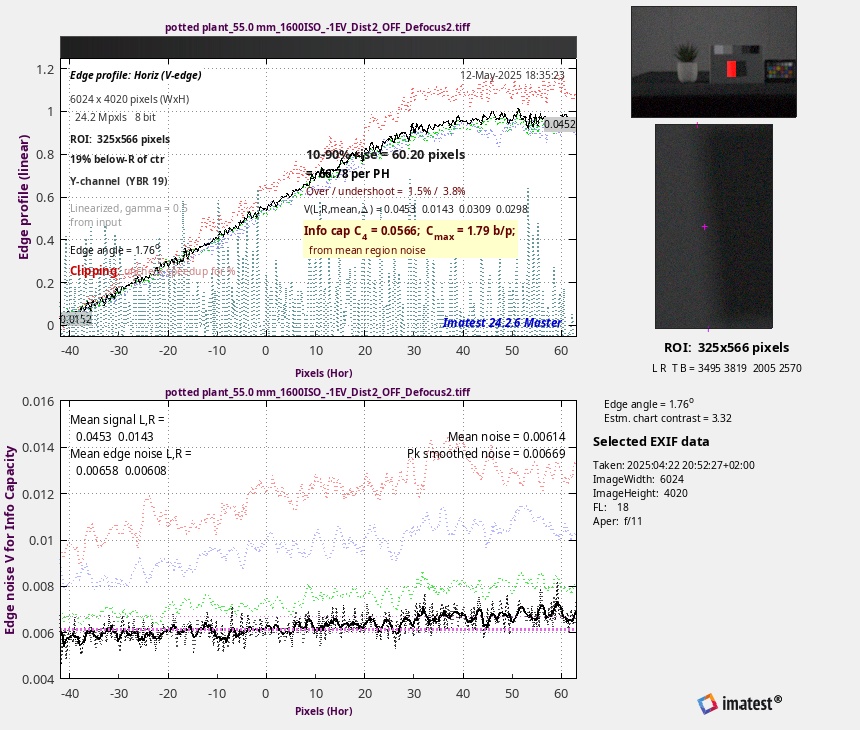 potted plant_55.0 mm_1600ISO_-1EV_Dist2_OFF_Defocus2.tiff
Edge profile (linear)
1.2
1
0.8
0.6
0.4
0.2
0
Edge profile: Horiz (V-edge)
12-May-2025 18:35:23
6024 x 4020 pixels (WxH)
24.2 Mpxls 8 bit
ROI: 325x566 pixels
19% below-R of ctr
Y-channel (YBR 19)
Linearized, gamma = 0.5
from input
Edge angle = 1.76°
Clipping
speedup for %
0.0152
0.0452
10-90% rise = 60.20 pixels
= 66.78 per PH
Over / undershoot = 1.5% / 3.8%
V(L,R,mean,Δ) = 0.0453 0.0143 0.0309 0.0298
Info cap C4 = 0.0566; Cmax = 1.79 b/p;
from mean region noise
Imatest 24.2.6 Master
-40 -30 -20 -10 0 10 20 30 40 50 60
Pixels (Hor)
potted plant_55.0 mm_1600ISO_-1EV_Dist2_OFF_Defocus2.tiff
Edge noise V for Info Capacity
0.016
0.014
0.012
0.01
0.008
0.006
0.004
Mean signal L,R =
0.0453 0.0143
Mean edge noise L,R =
0.00658 0.00608
Mean noise = 0.00614
Pk smoothed noise = 0.00669
-40 -30 -20 -10 0 10 20 30 40 50 60
Pixels (Hor)
ROI: 325x566 pixels
L R T B = 3495 3819 2005 2570
Edge angle = 1.76°
Estm. chart contrast = 3.32
Selected EXIF data
Taken: 2025:04:22 20:52:27+02:00
ImageWidth: 6024
ImageHeight: 4020
FL: 18
Aper: f/11
imatest®